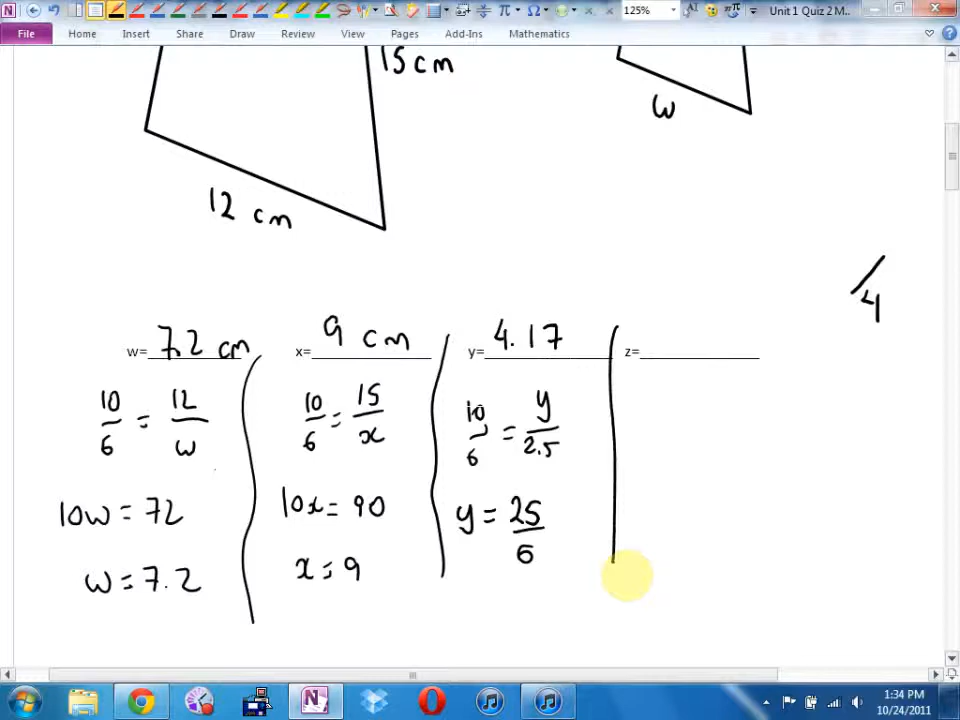 125%
Unit 1 Quiz 2 M..
File Home Insert Share Draw Review View Pages Add-Ins Mathematics
15 cm
w
12 cm
/4
w= 7.2 cm x= 9 cm y= 4.17 z=
10/6 = 12/w
10w = 72
w = 7.2
10/6 = 15/x
10x = 90
x = 9
10/6 = y/2.5
y = 25/6
1:34 PM
10/24/2011